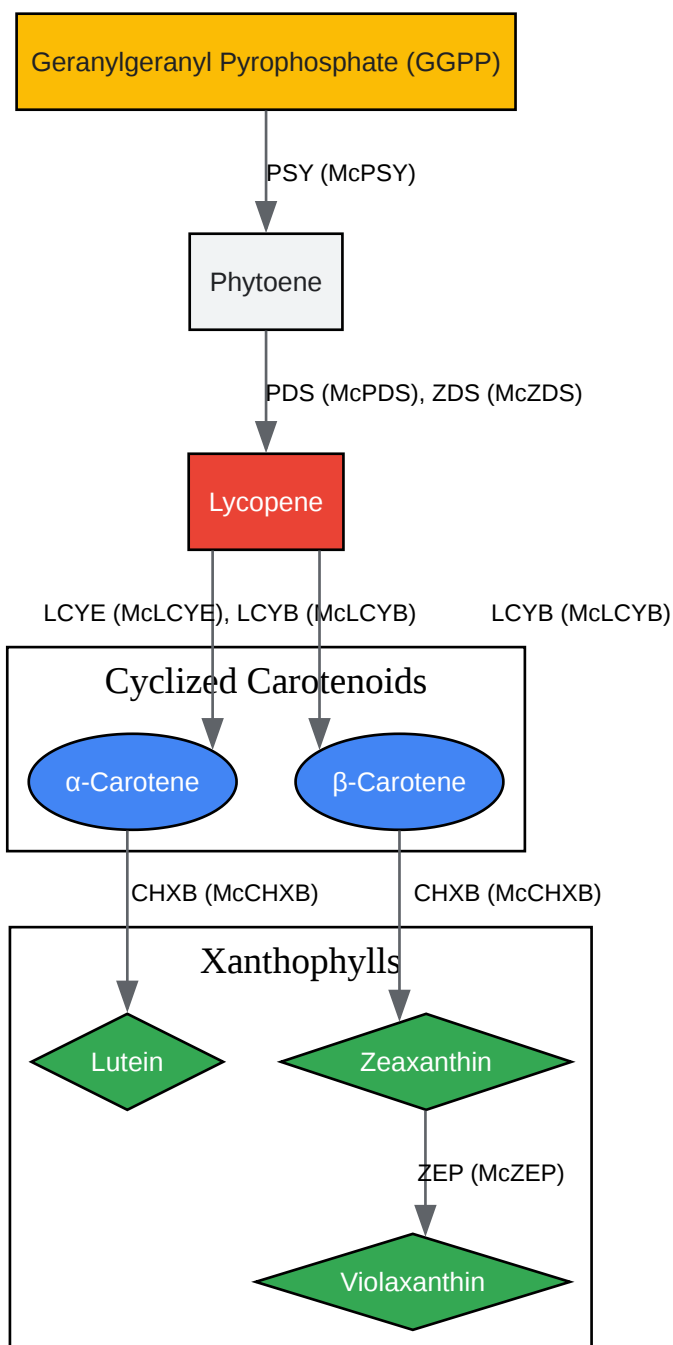 Geranylgeranyl Pyrophosphate (GGPP)
PSY (McPSY)
Phytoene
PDS (McPDS), ZDS (McZDS)
Lycopene
LCYE (McLCYE), LCYB (McLCYB)
LCYB (McLCYB)
Cyclized Carotenoids
α-Carotene
β-Carotene
CHXB (McCHXB)
CHXB (McCHXB)
Xanthophylls
Lutein
Zeaxanthin
ZEP (McZEP)
Violaxanthin